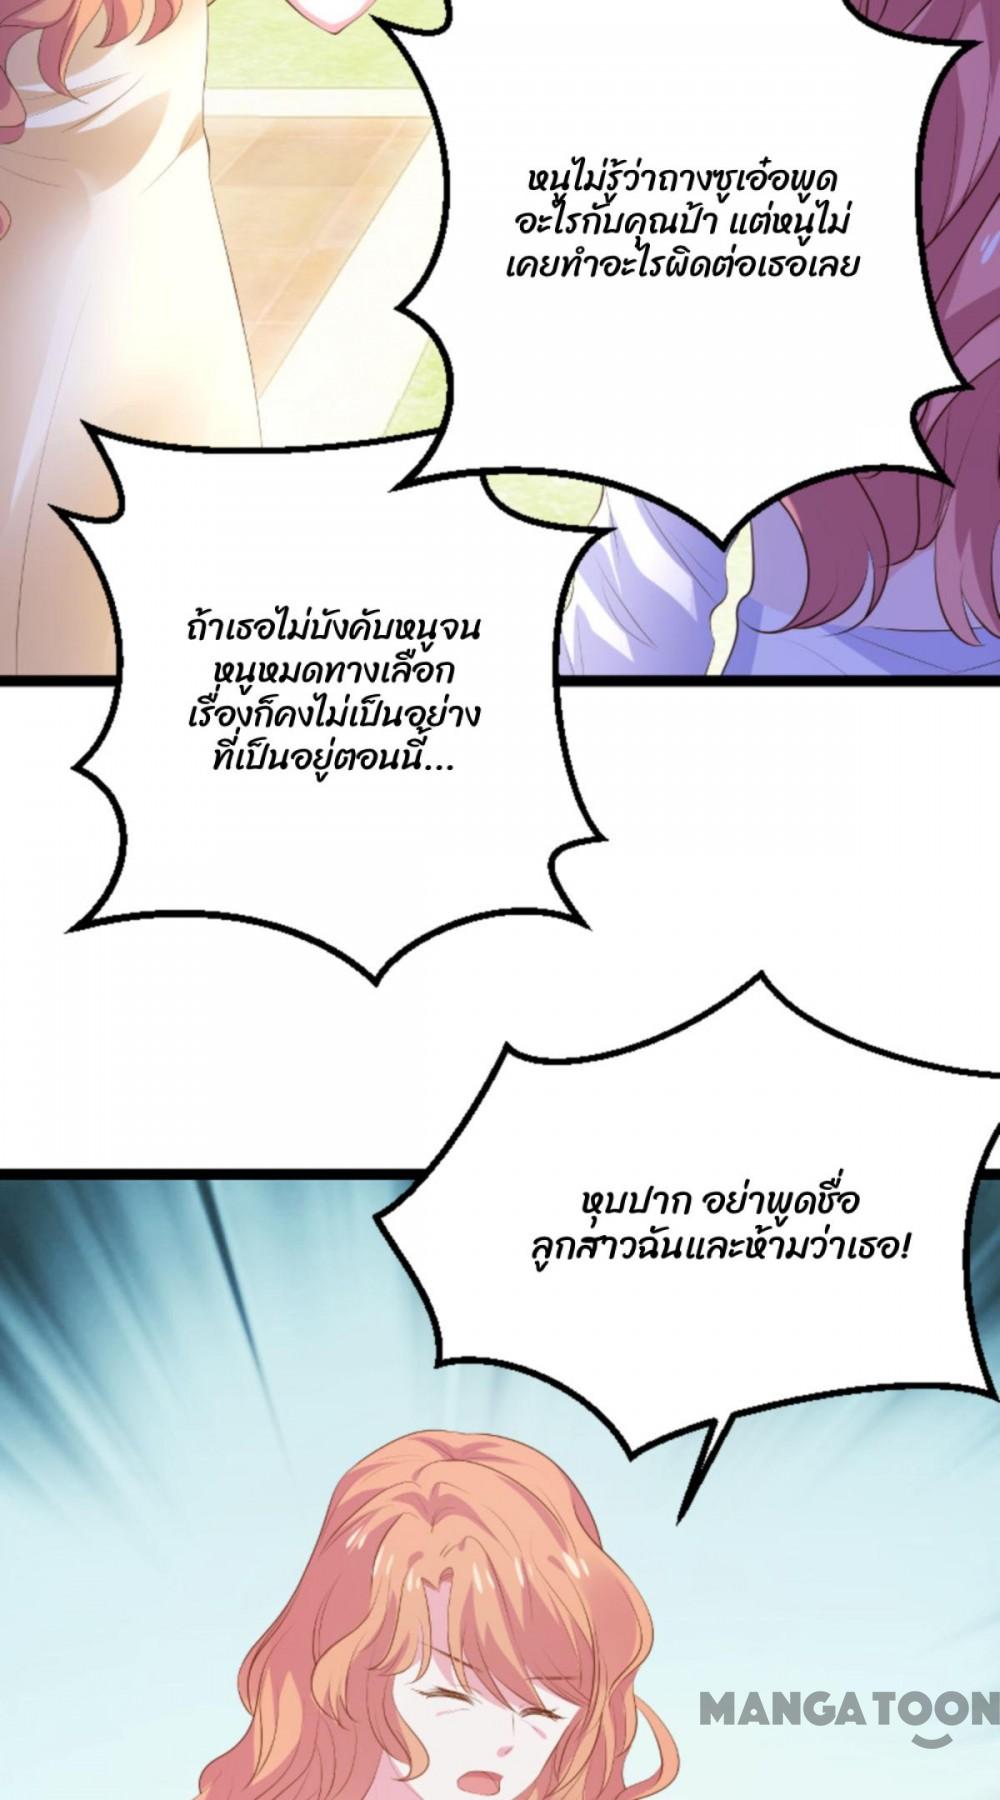 หนูไม่รู้ว่าถางซูเอ๋อพูด
อะไรกับคุณป้า แต่หนูไม่
เคยทำอะไรผิดต่อเธอเลย
ถ้าเธอไม่บังคับหนูจน
หนูหมดทางเลือก
เรื่องก็คงไม่เป็นอย่าง
ที่เป็นอยู่ตอนนี้...
หุบปาก อย่าพูดชื่อ
ลูกสาวฉันและห้ามว่าเธอ!
MANGATOON